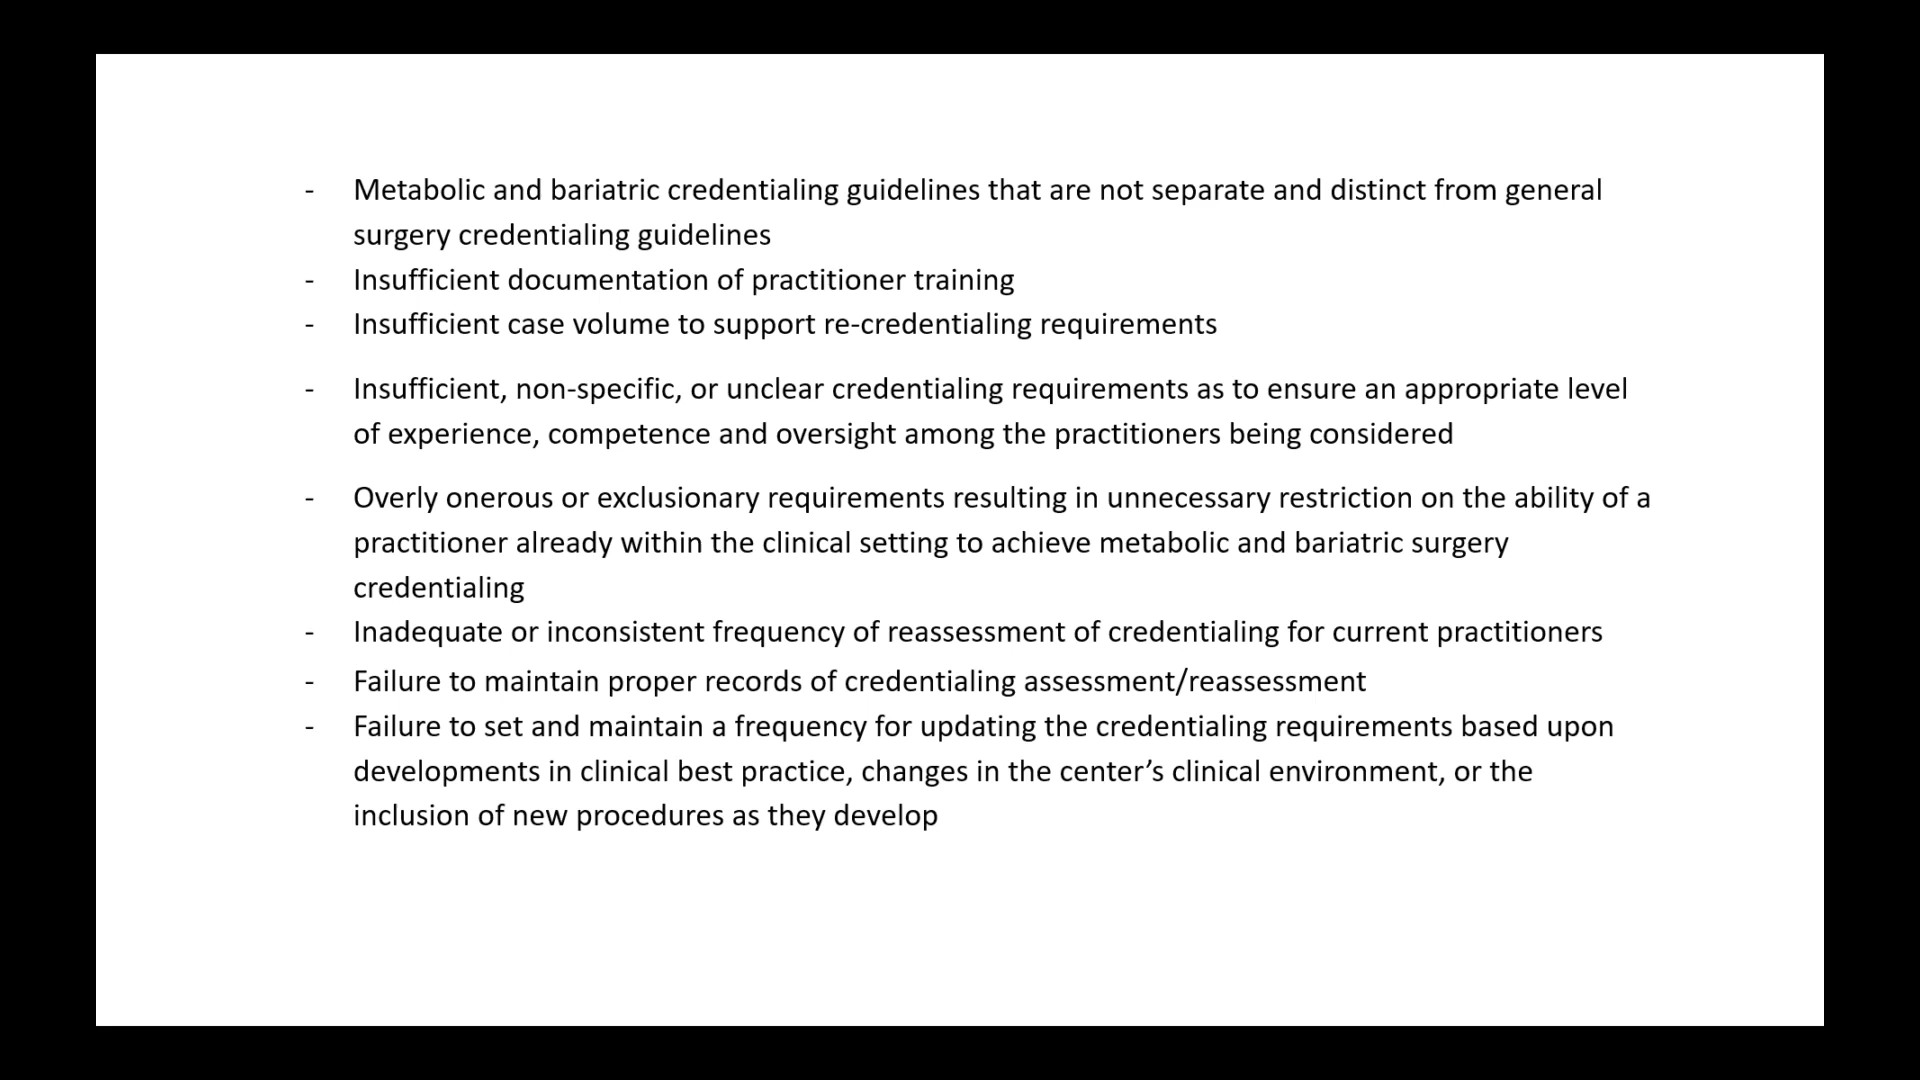 - Metabolic and bariatric credentialing guidelines that are not separate and distinct from general
surgery credentialing guidelines
- Insufficient documentation of practitioner training
- Insufficient case volume to support re-credentialing requirements
- Insufficient, non-specific, or unclear credentialing requirements as to ensure an appropriate level
of experience, competence and oversight among the practitioners being considered
- Overly onerous or exclusionary requirements resulting in unnecessary restriction on the ability of a
practitioner already within the clinical setting to achieve metabolic and bariatric surgery
credentialing
- Inadequate or inconsistent frequency of reassessment of credentialing for current practitioners
- Failure to maintain proper records of credentialing assessment/reassessment
- Failure to set and maintain a frequency for updating the credentialing requirements based upon
developments in clinical best practice, changes in the center’s clinical environment, or the
inclusion of new procedures as they develop